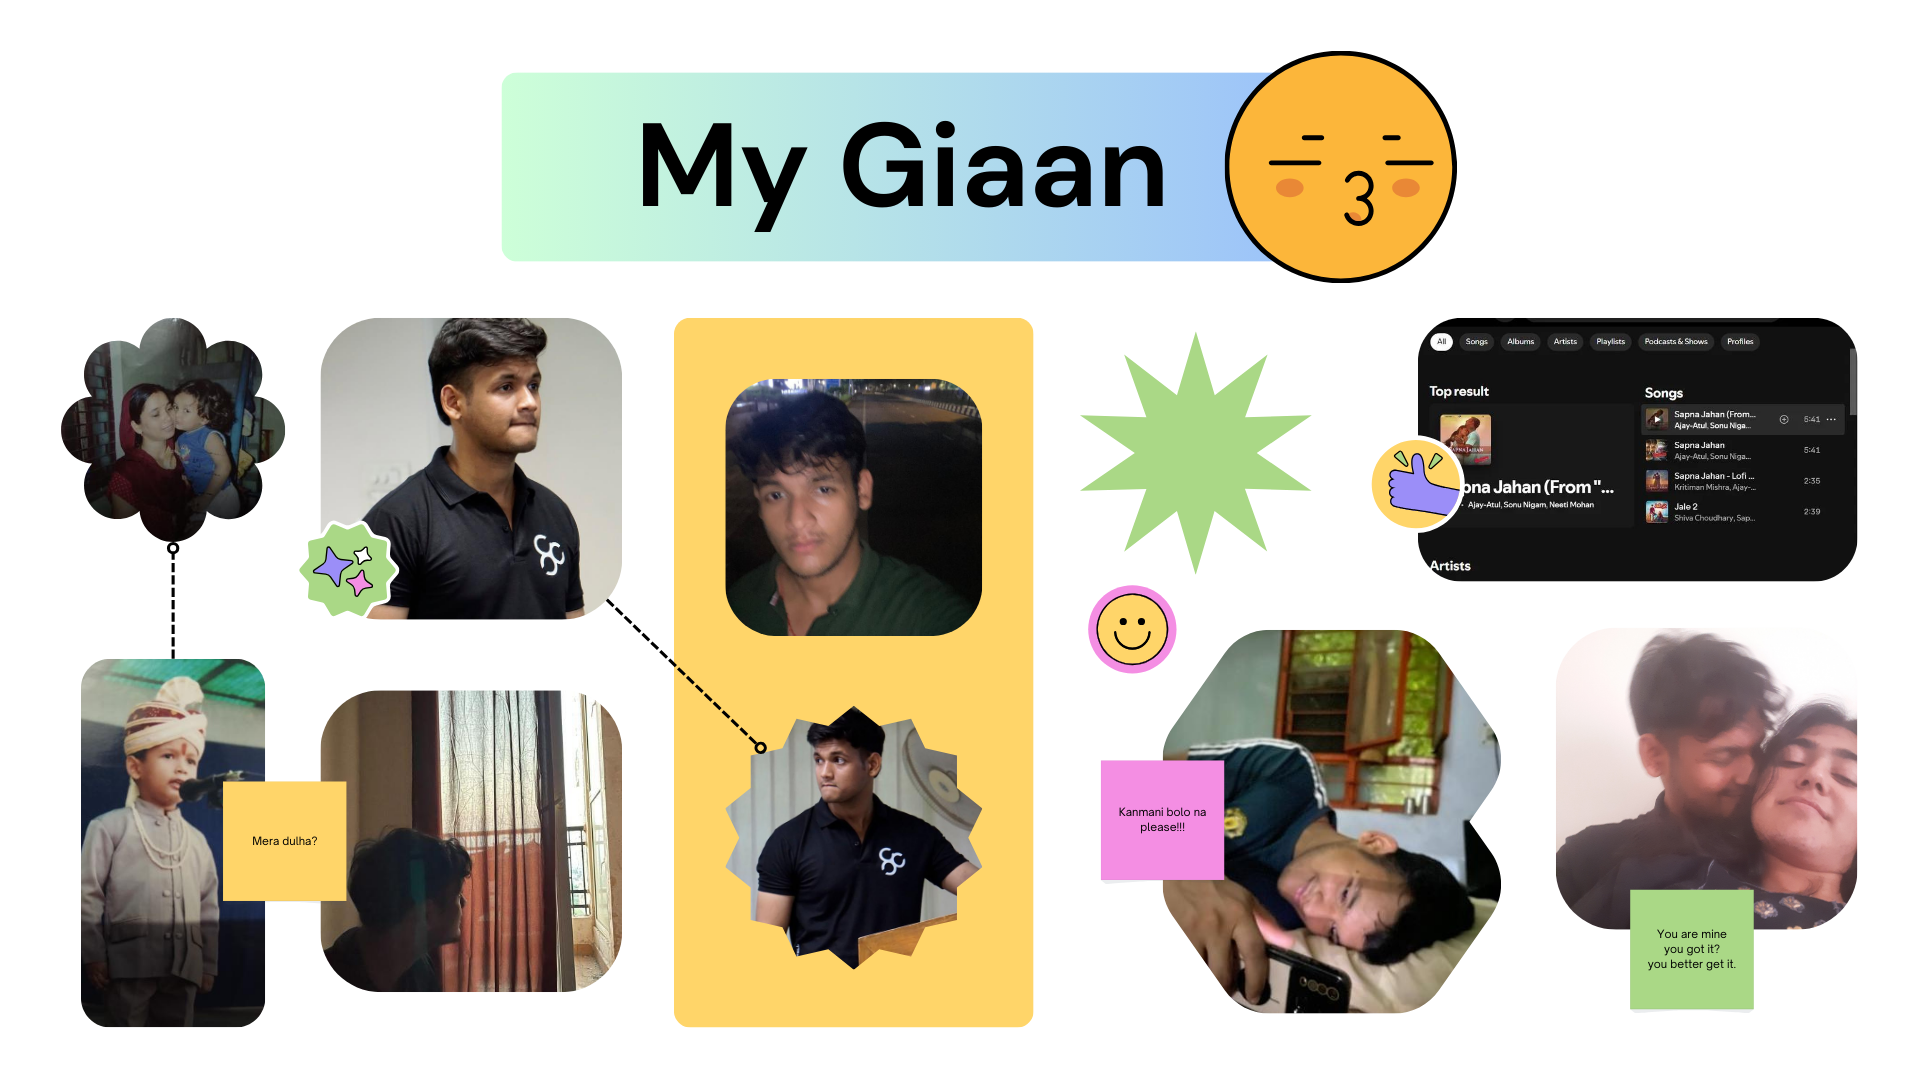 My Giaan
All Songs Albums Artists Playlists Podcasts & Shows Profiles
Top result
SAPNA JAHAN
pna Jahan (From "...
Ajay-Atul, Sonu Nigam, Neeti Mohan
Songs
Sapna Jahan (From...
Ajay-Atul, Sonu Niga...
5:41
Sapna Jahan
Ajay-Atul, Sonu Niga...
5:41
Sapna Jahan - Lofi ...
Kritiman Mishra, Ajay-...
2:35
Jale 2
Shiva Choudhary, Sap...
2:39
Artists
Mera dulha?
Kanmani bolo na
please!!!
You are mine
you got it?
you better get it.